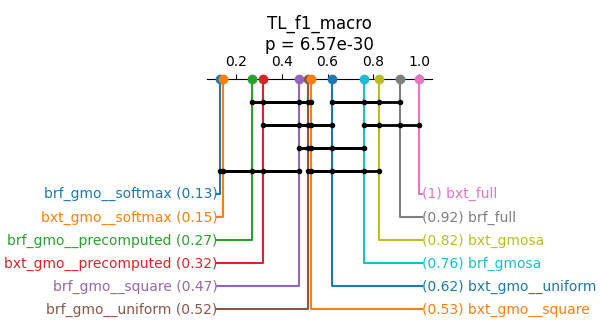 TL_f1_macro
p = 6.57e-30
0.2 0.4 0.6 0.8 1.0
brf_gmo__softmax (0.13) (1) bxt_full
bxt_gmo__softmax (0.15) (0.92) brf_full
brf_gmo__precomputed (0.27) (0.82) bxt_gmosa
bxt_gmo__precomputed (0.32) (0.76) brf_gmosa
brf_gmo__square (0.47) (0.62) bxt_gmo__uniform
brf_gmo__uniform (0.52) (0.53) bxt_gmo__square